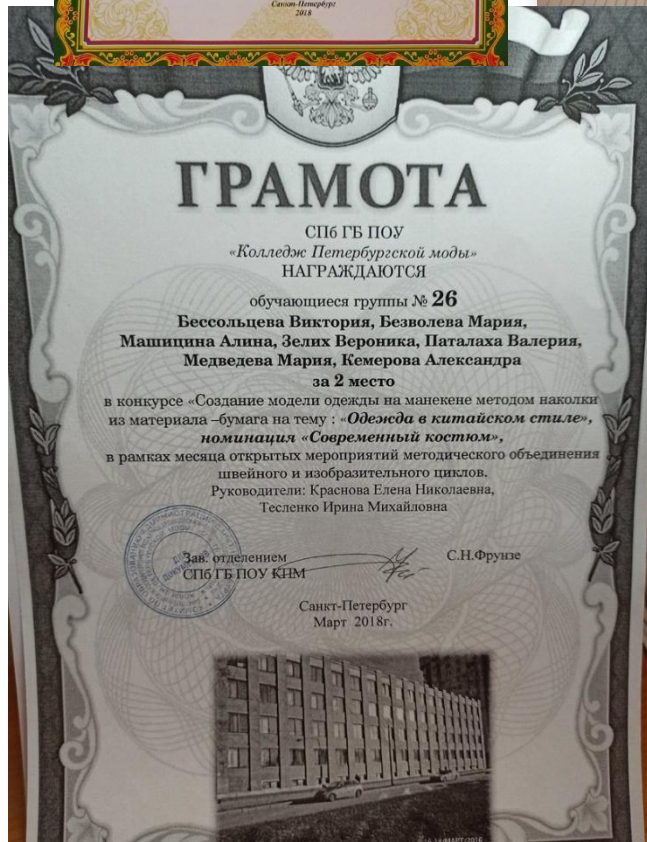 Санкт-Петербург
2018
ГРАМОТА
СПб ГБ ПОУ
«Колледж Петербургской моды»
НАГРАЖДАЮТСЯ
обучающиеся группы № 26
Бессольцева Виктория, Безволева Мария,
Машицина Алина, Зелих Вероника, Паталаха Валерия,
Медведева Мария, Кемерова Александра
за 2 место
в конкурсе «Создание модели одежды на манекене методом наколки
из материала –бумага на тему : «Одежда в китайском стиле»,
номинация «Современный костюм»,
в рамках месяца открытых мероприятий методического объединения
швейного и изобразительного циклов.
Руководители: Краснова Елена Николаевна,
Тесленко Ирина Михайловна
Зав. отделением С.Н.Фрунзе
СПб ГБ ПОУ КПМ
Санкт-Петербург
Март 2018г.